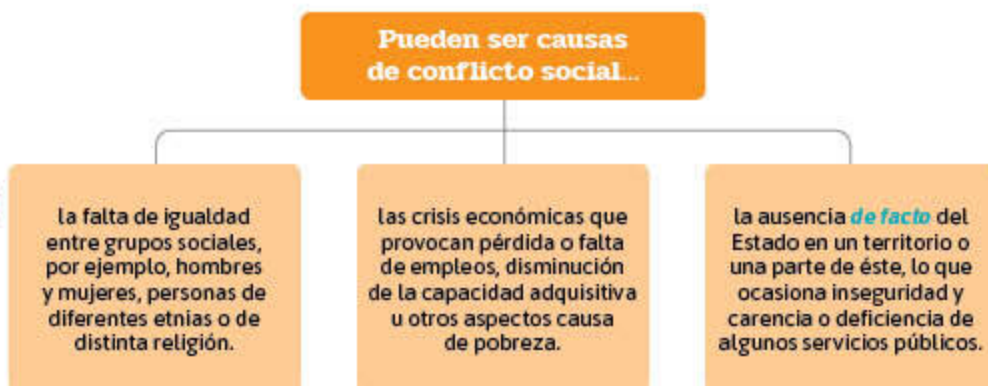 Pueden ser causas
de conflicto social...
la falta de igualdad
entre grupos sociales,
por ejemplo, hombres
y mujeres, personas de
diferentes etnias o de
distinta religión.
las crisis económicas que
provocan pérdida o falta
de empleos, disminución
de la capacidad adquisitiva
u otros aspectos causa
de pobreza.
la ausencia de facto del
Estado en un territorio o
una parte de éste, lo que
ocasiona inseguridad y
carencia o deficiencia de
algunos servicios públicos.